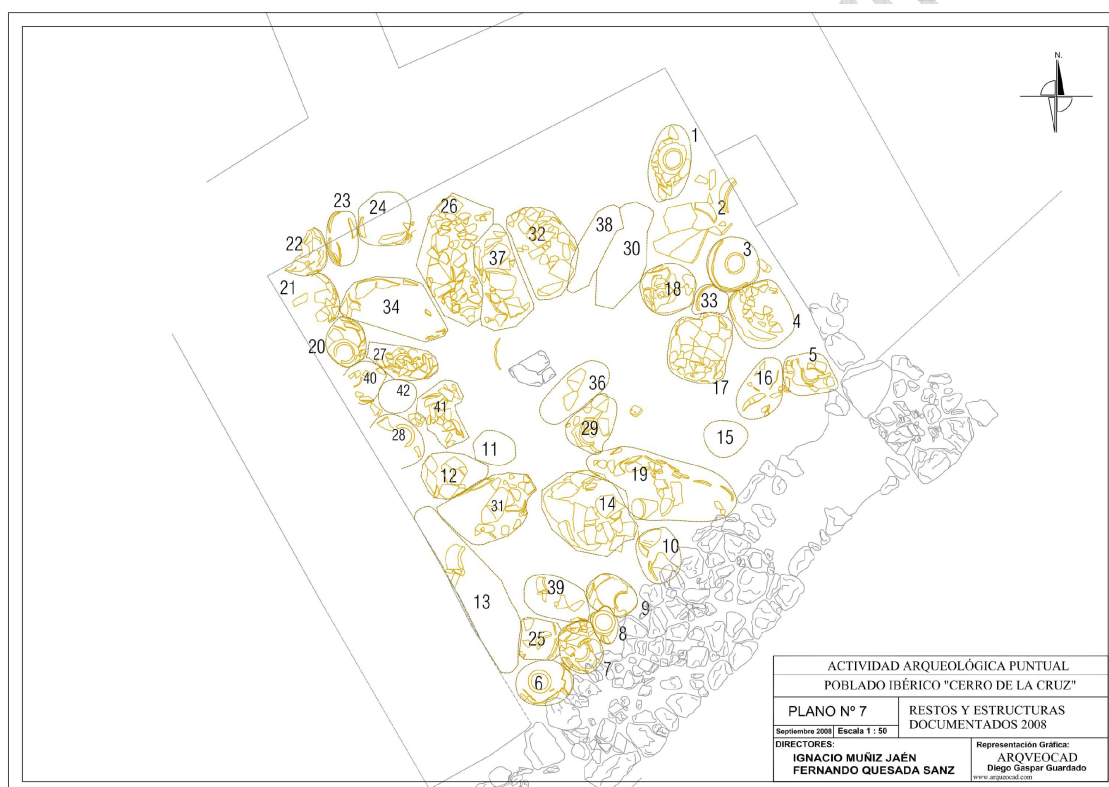 N.
1
2
3
4
5
6
7
8
9
10
11
12
13
14
15
16
17
18
19
20
21
22
23
24
25
26
27
28
29
30
31
32
33
34
36
37
38
39
40
41
42
ACTIVIDAD ARQUEOLÓGICA PUNTUAL
POBLADO IBÉRICO "CERRO DE LA CRUZ"
PLANO Nº 7
Septiembre 2008 Escala 1 : 50
RESTOS Y ESTRUCTURAS
DOCUMENTADOS 2008
DIRECTORES:
IGNACIO MUÑIZ JAÉN
FERNANDO QUESADA SANZ
Representación Gráfica:
ARQVEOCAD
Diego Gaspar Guardado
www.arqueocad.com